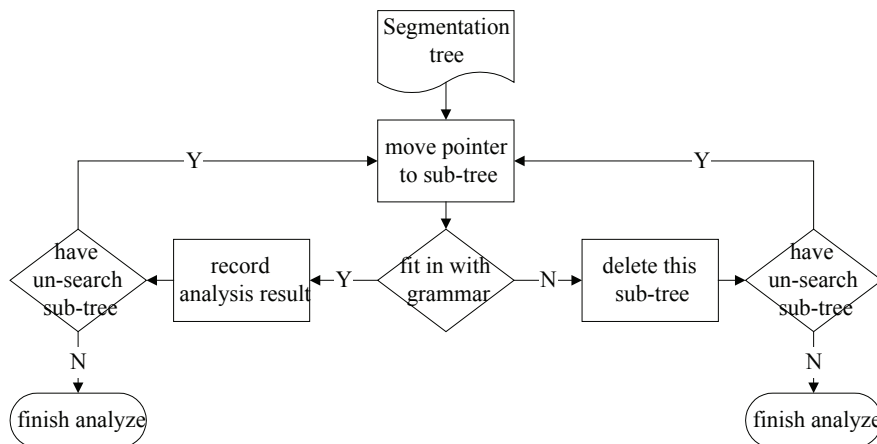 Segmentation
tree
move pointer
to sub-tree
Y
Y
have
un-search
sub-tree
record
analysis result
Y
fit in with
grammar
N
delete this
sub-tree
have
un-search
sub-tree
N
N
finish analyze
finish analyze